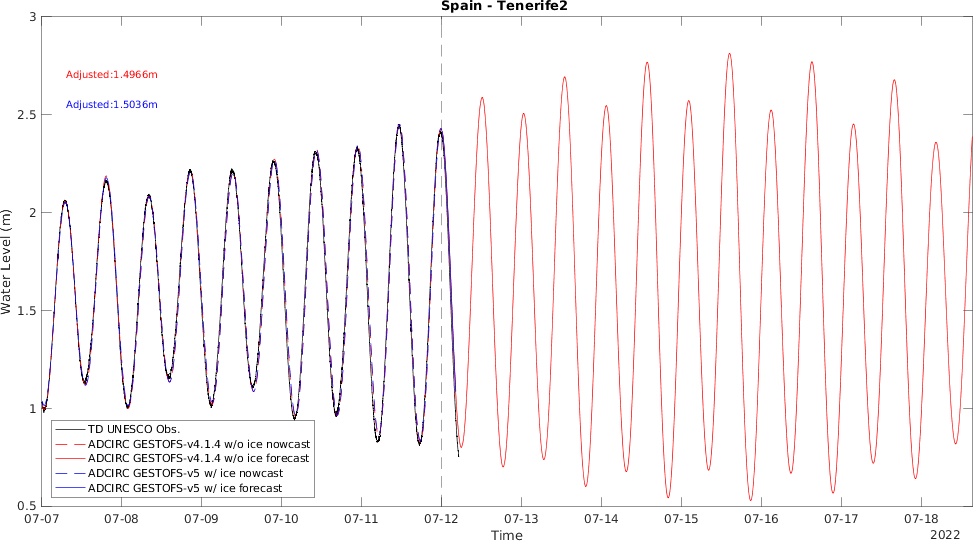 Spain - Tenerife2
3
Adjusted:1.4966m
Adjusted:1.5036m
2.5
2
Water Level (m)
1.5
1
0.5
TD UNESCO Obs.
ADCIRC GESTOFS-v4.1.4 w/o ice nowcast
ADCIRC GESTOFS-v4.1.4 w/o ice forecast
ADCIRC GESTOFS-v5 w/ ice nowcast
ADCIRC GESTOFS-v5 w/ ice forecast
07-07 07-08 07-09 07-10 07-11 07-12 07-13 07-14 07-15 07-16 07-17 07-18
Time
2022